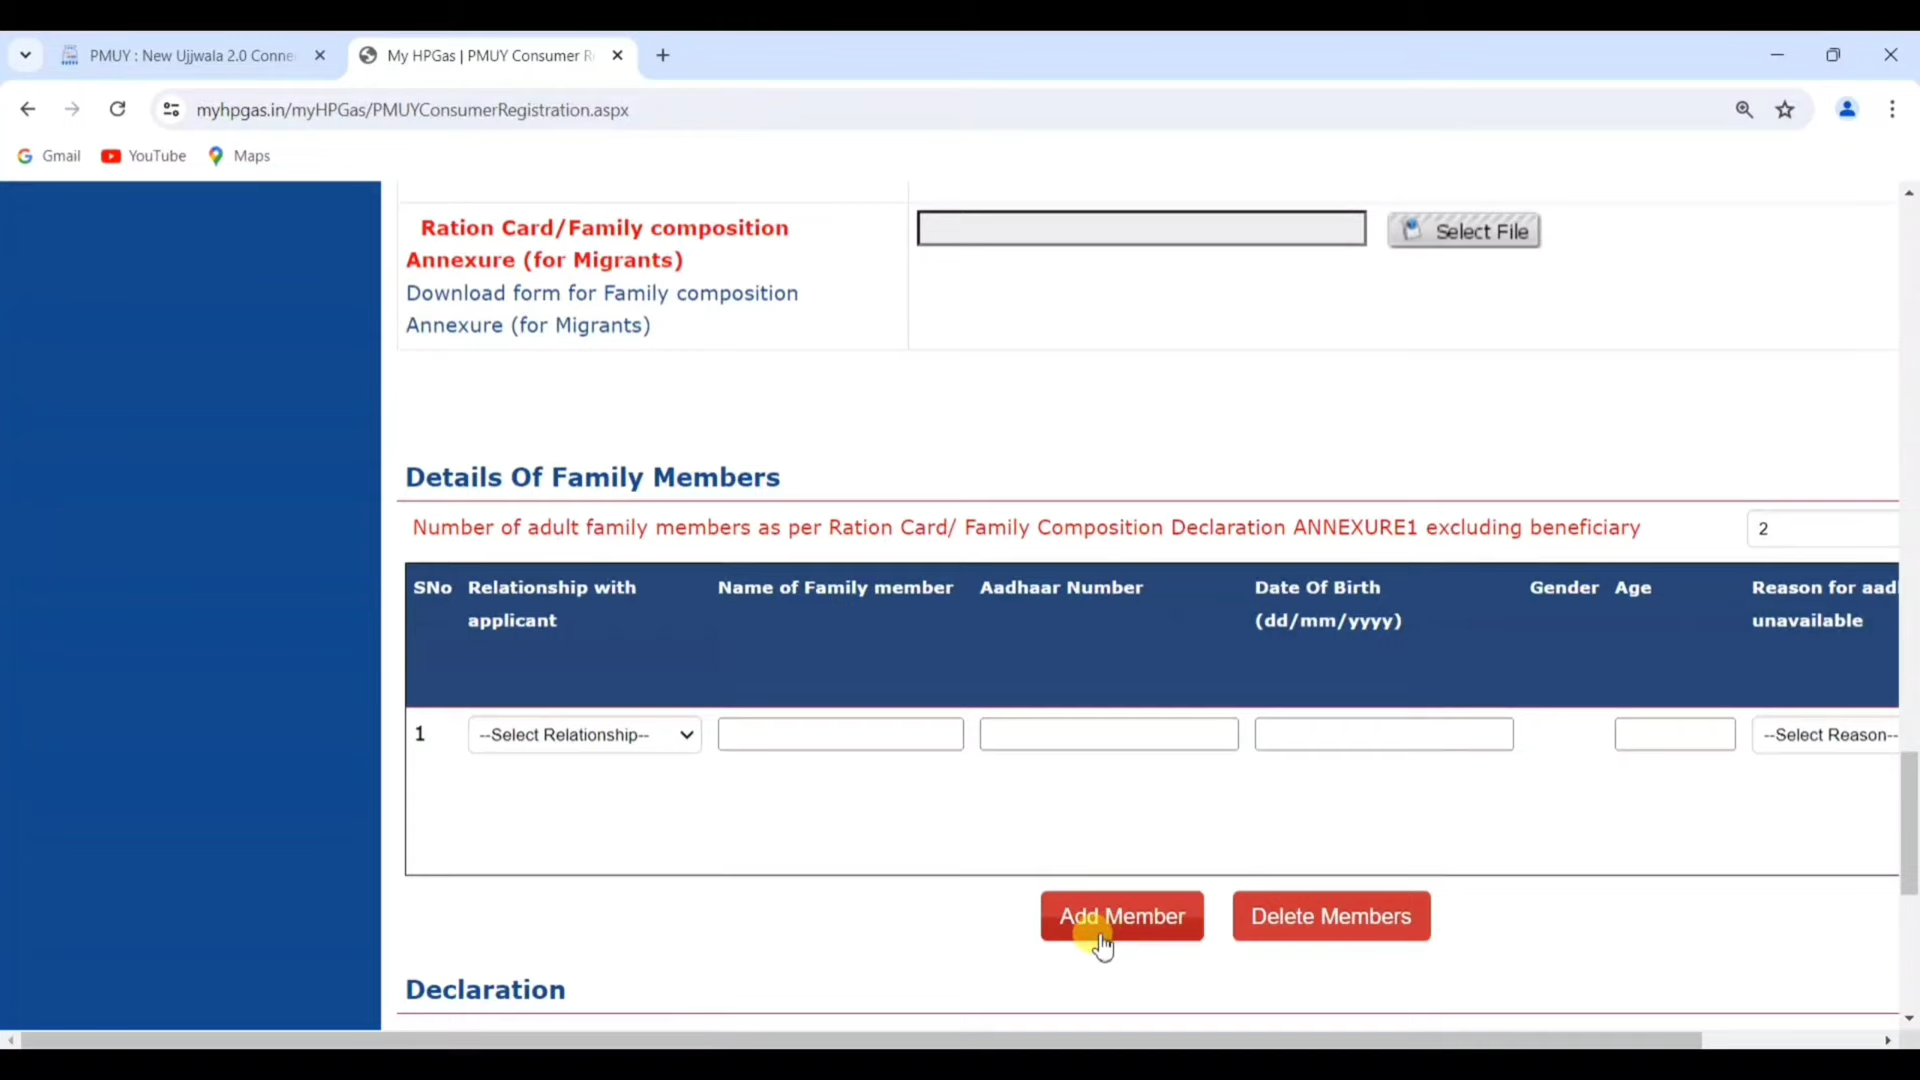 PMUY : New Ujjwala 2.0 Conne
My HPGas | PMUY Consumer R
myhpgas.in/myHPGas/PMUYConsumerRegistration.aspx
Gmail YouTube Maps
Ration Card/Family composition
Annexure (for Migrants)
Select File
Download form for Family composition
Annexure (for Migrants)
Details Of Family Members
Number of adult family members as per Ration Card/ Family Composition Declaration ANNEXURE1 excluding beneficiary 2
SNo Relationship with Name of Family member Aadhaar Number Date Of Birth Gender Age Reason for aad
applicant (dd/mm/yyyy) unavailable
1 --Select Relationship-- --Select Reason--
Add Member Delete Members
Declaration